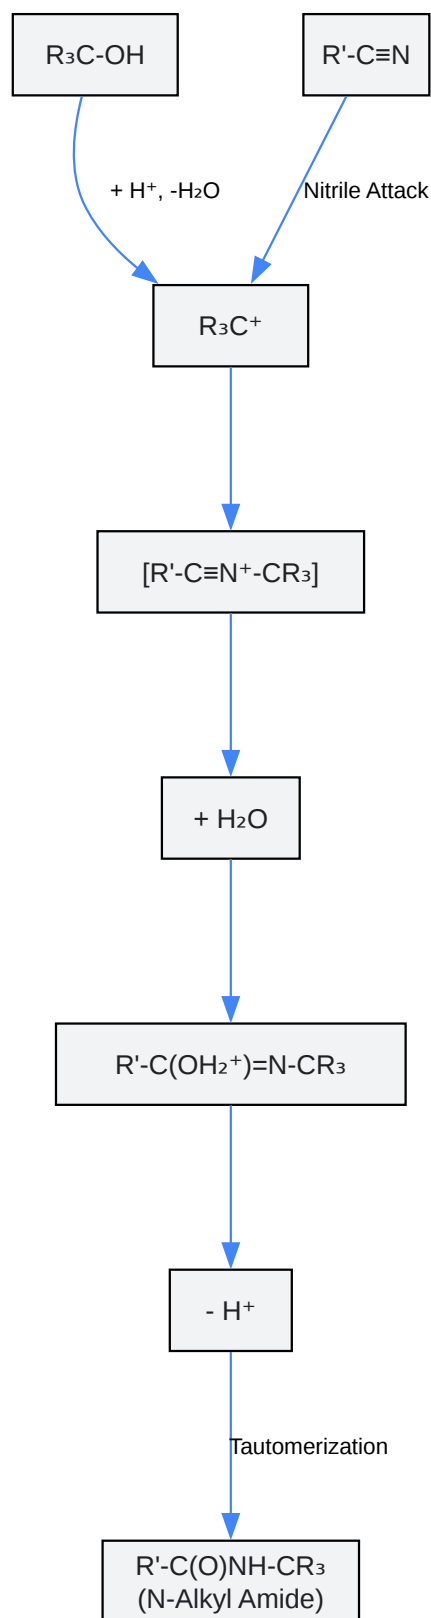 R₃C-OH
R'-C≡N
+ H⁺, -H₂O
Nitrile Attack
R₃C⁺
[R'-C≡N⁺-CR₃]
+ H₂O
R'-C(OH₂⁺)=N-CR₃
- H⁺
Tautomerization
R'-C(O)NH-CR₃
(N-Alkyl Amide)